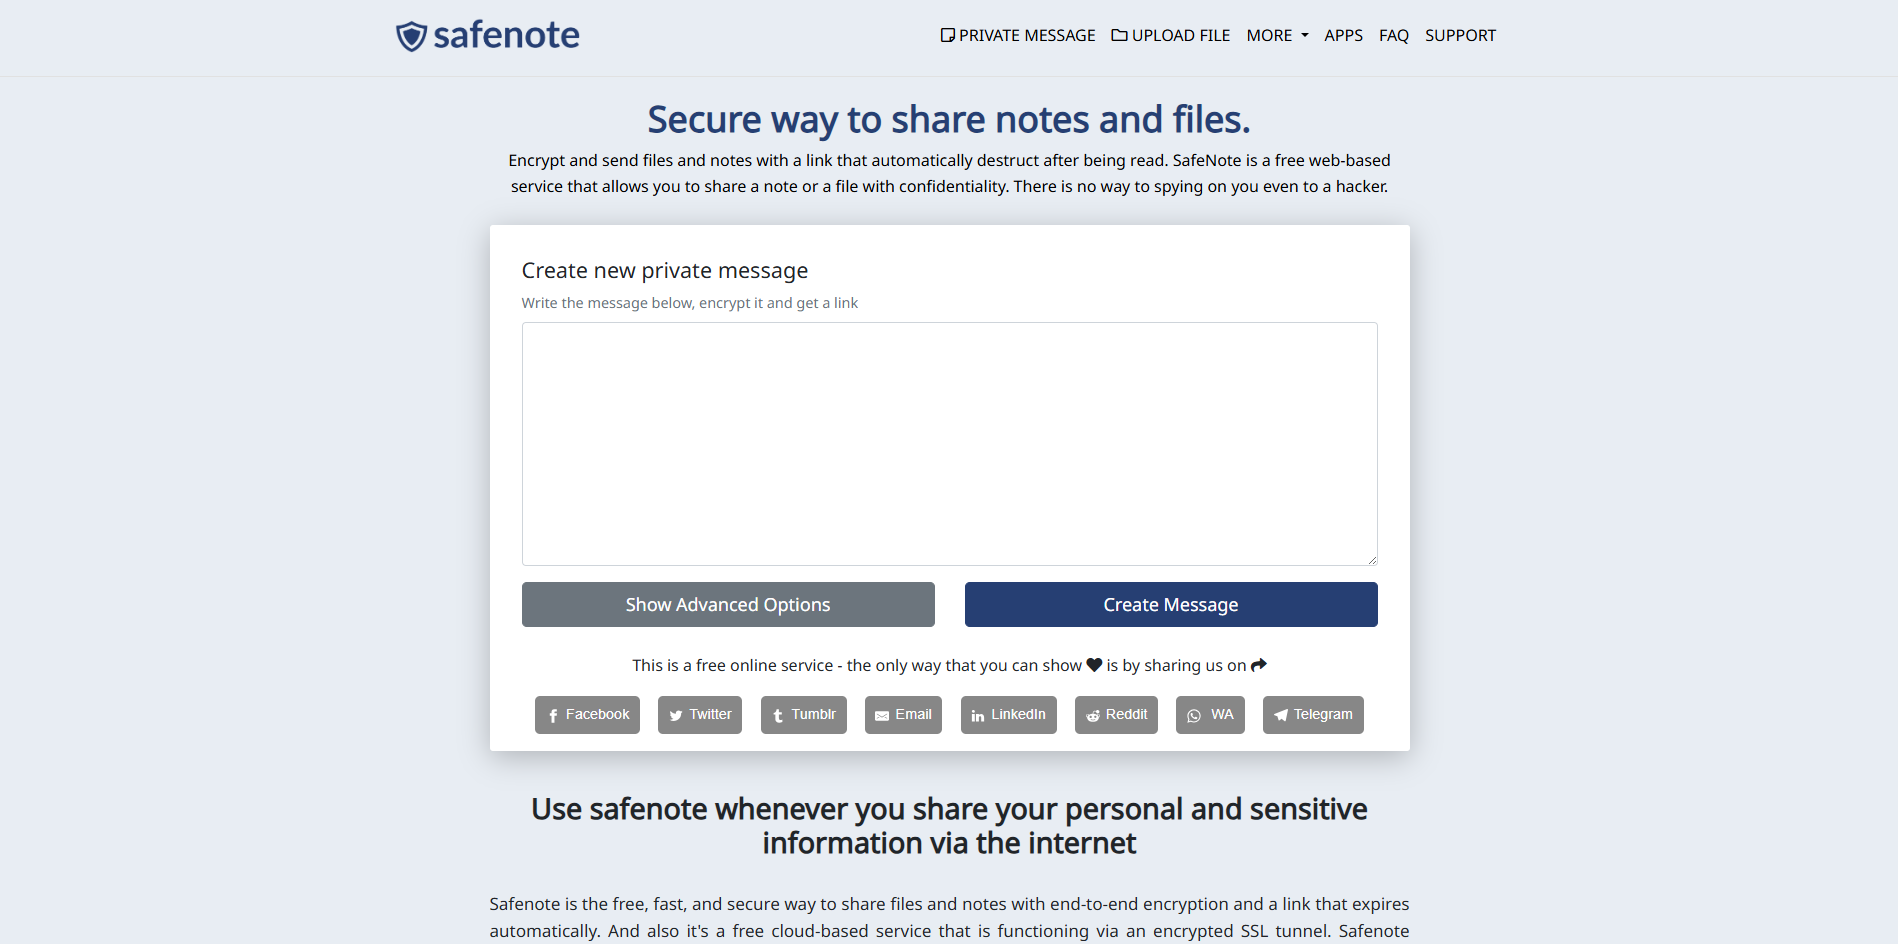 safenote
PRIVATE MESSAGE UPLOAD FILE MORE APPS FAQ SUPPORT
Secure way to share notes and files.
Encrypt and send files and notes with a link that automatically destruct after being read. SafeNote is a free web-based
service that allows you to share a note or a file with confidentiality. There is no way to spying on you even to a hacker.
Create new private message
Write the message below, encrypt it and get a link
Show Advanced Options
Create Message
This is a free online service - the only way that you can show is by sharing us on
Facebook Twitter Tumblr Email LinkedIn Reddit WA Telegram
Use safenote whenever you share your personal and sensitive
information via the internet
Safenote is the free, fast, and secure way to share files and notes with end-to-end encryption and a link that expires
automatically. And also it's a free cloud-based service that is functioning via an encrypted SSL tunnel. Safenote